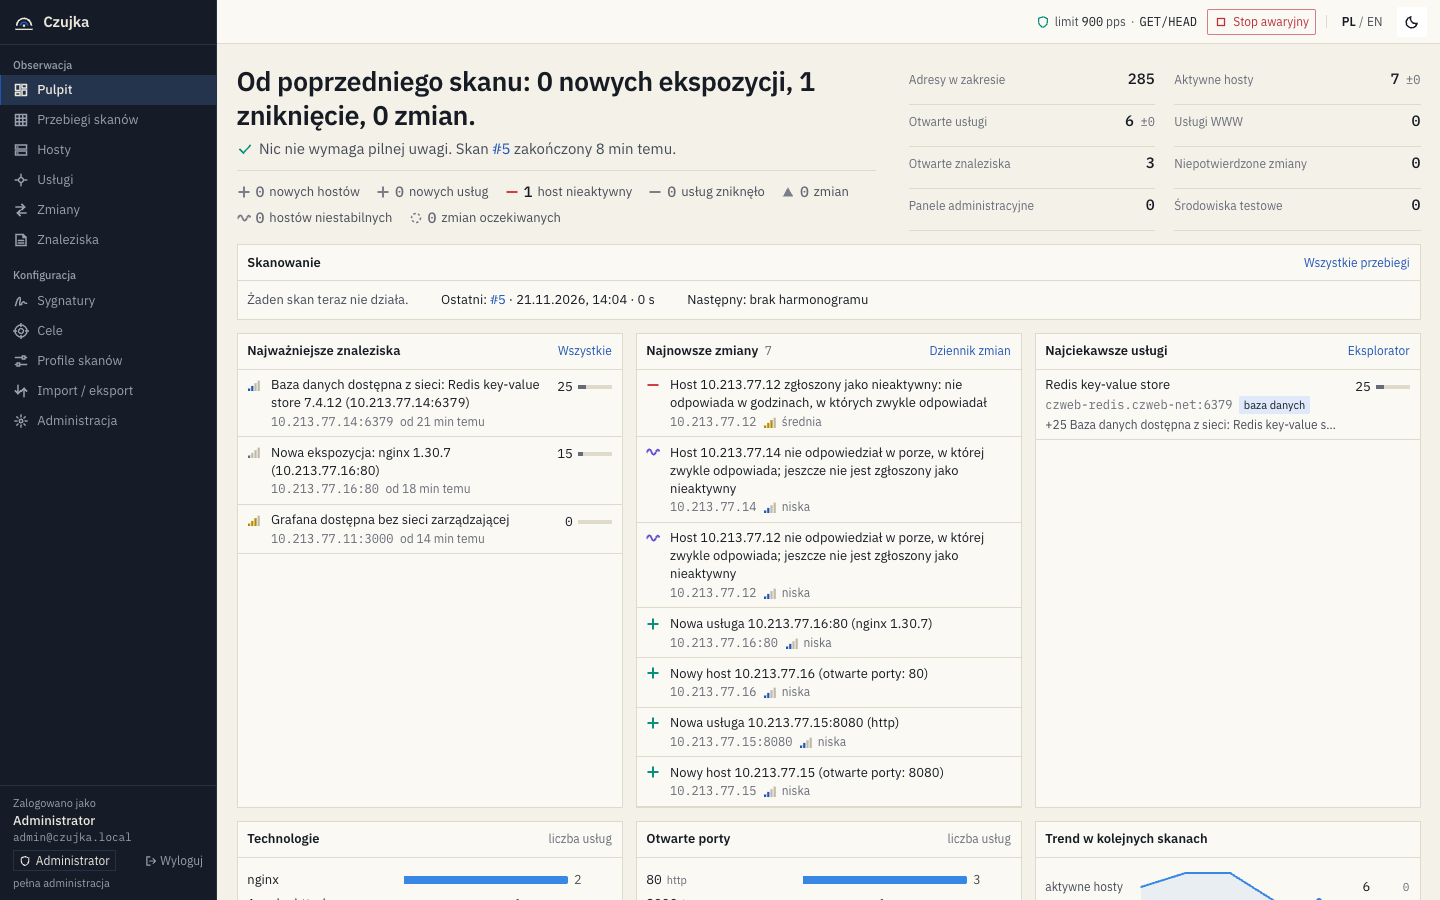 Czujka
Obserwacja
Pulpit
Przebiegi skanów
Hosty
Usługi
Zmiany
Znaleziska
Konfiguracja
Sygnatury
Cele
Profile skanów
Import / eksport
Administracja
Zalogowano jako
Administrator
admin@czujka.local
Administrator
Wyloguj
pełna administracja
limit 900 pps · GET/HEAD
Stop awaryjny
PL / EN
Od poprzedniego skanu: 0 nowych ekspozycji, 1
zniknięcie, 0 zmian.
Nic nie wymaga pilnej uwagi. Skan #5 zakończony 8 min temu.
0 nowych hostów
0 nowych usług
1 host nieaktywny
0 usług zniknęło
0 zmian
0 hostów niestabilnych
0 zmian oczekiwanych
Adresy w zakresie 285
Aktywne hosty 7 ±0
Otwarte usługi 6 ±0
Usługi WWW 0
Otwarte znaleziska 3
Niepotwierdzone zmiany 0
Panele administracyjne 0
Środowiska testowe 0
Skanowanie
Wszystkie przebiegi
Żaden skan teraz nie działa.
Ostatni: #5 · 21.11.2026, 14:04 · 0 s
Następny: brak harmonogramu
Najważniejsze znaleziska
Wszystkie
Baza danych dostępna z sieci: Redis key-value
store 7.4.12 (10.213.77.14:6379)
25
10.213.77.14:6379 od 21 min temu
Nowa ekspozycja: nginx 1.30.7
(10.213.77.16:80)
15
10.213.77.16:80 od 18 min temu
Grafana dostępna bez sieci zarządzającej
0
10.213.77.11:3000 od 14 min temu
Najnowsze zmiany 7
Dziennik zmian
Host 10.213.77.12 zgłoszony jako nieaktywny: nie
odpowiada w godzinach, w których zwykle odpowiadał
10.213.77.12 średnia
Host 10.213.77.14 nie odpowiedział w porze, w której
zwykle odpowiada; jeszcze nie jest zgłoszony jako
nieaktywny
10.213.77.14 niska
Host 10.213.77.12 nie odpowiedział w porze, w której
zwykle odpowiada; jeszcze nie jest zgłoszony jako
nieaktywny
10.213.77.12 niska
Nowa usługa 10.213.77.16:80 (nginx 1.30.7)
10.213.77.16:80 niska
Nowy host 10.213.77.16 (otwarte porty: 80)
10.213.77.16 niska
Nowa usługa 10.213.77.15:8080 (http)
10.213.77.15:8080 niska
Nowy host 10.213.77.15 (otwarte porty: 8080)
10.213.77.15 niska
Najciekawsze usługi
Eksplorator
Redis key-value store
25
czweb-redis.czweb-net:6379 baza danych
+25 Baza danych dostępna z sieci: Redis key-value s…
Technologie
liczba usług
nginx 2
Otwarte porty
liczba usług
80 http 3
Trend w kolejnych skanach
aktywne hosty 6 0